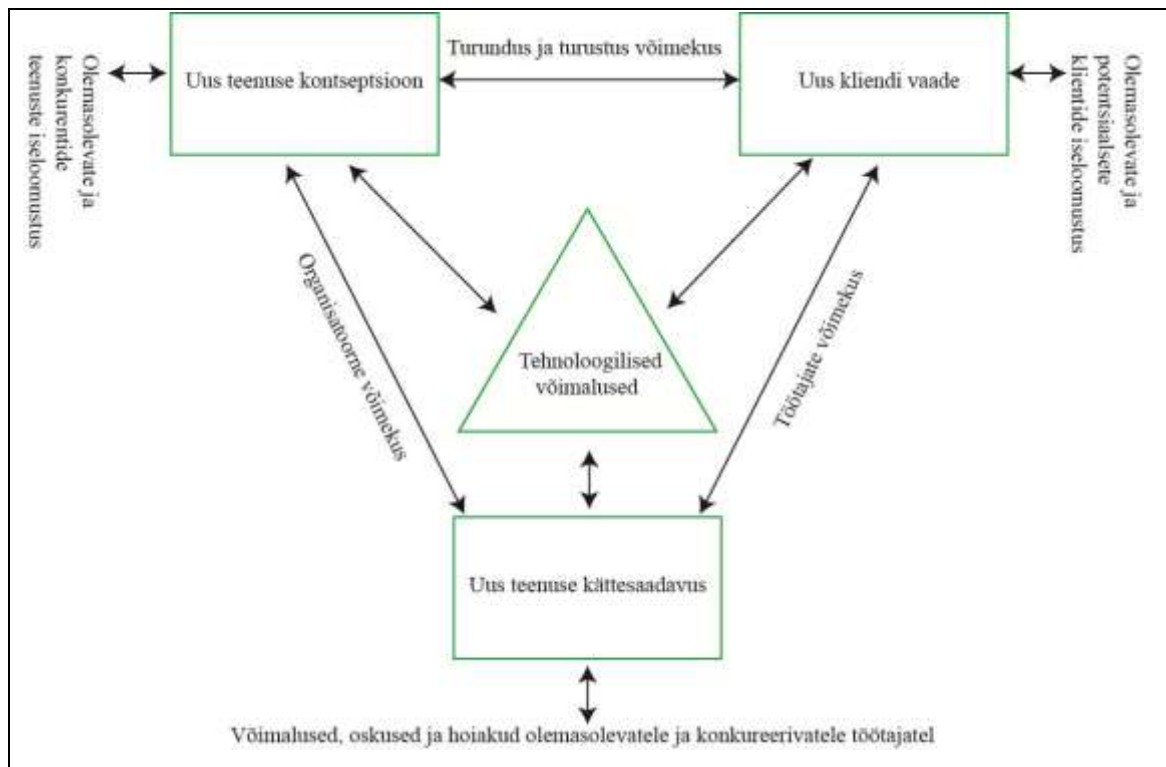 Turundus ja turustus võimekus
Uus teenuse kontseptsioon
Uus kliendi vaade
Olemasolevate ja
konkurentide
teenuste iseloomustus
Olemasolevate ja
potentsiaalsete
klientide iseloomustus
Organisatoorne võimekus
Tehnoloogilised
võimalused
Töötajate võimekus
Uus teenuse kättesaadavus
Võimalused, oskused ja hoiakud olemasolevatele ja konkureerivatele töötajatel